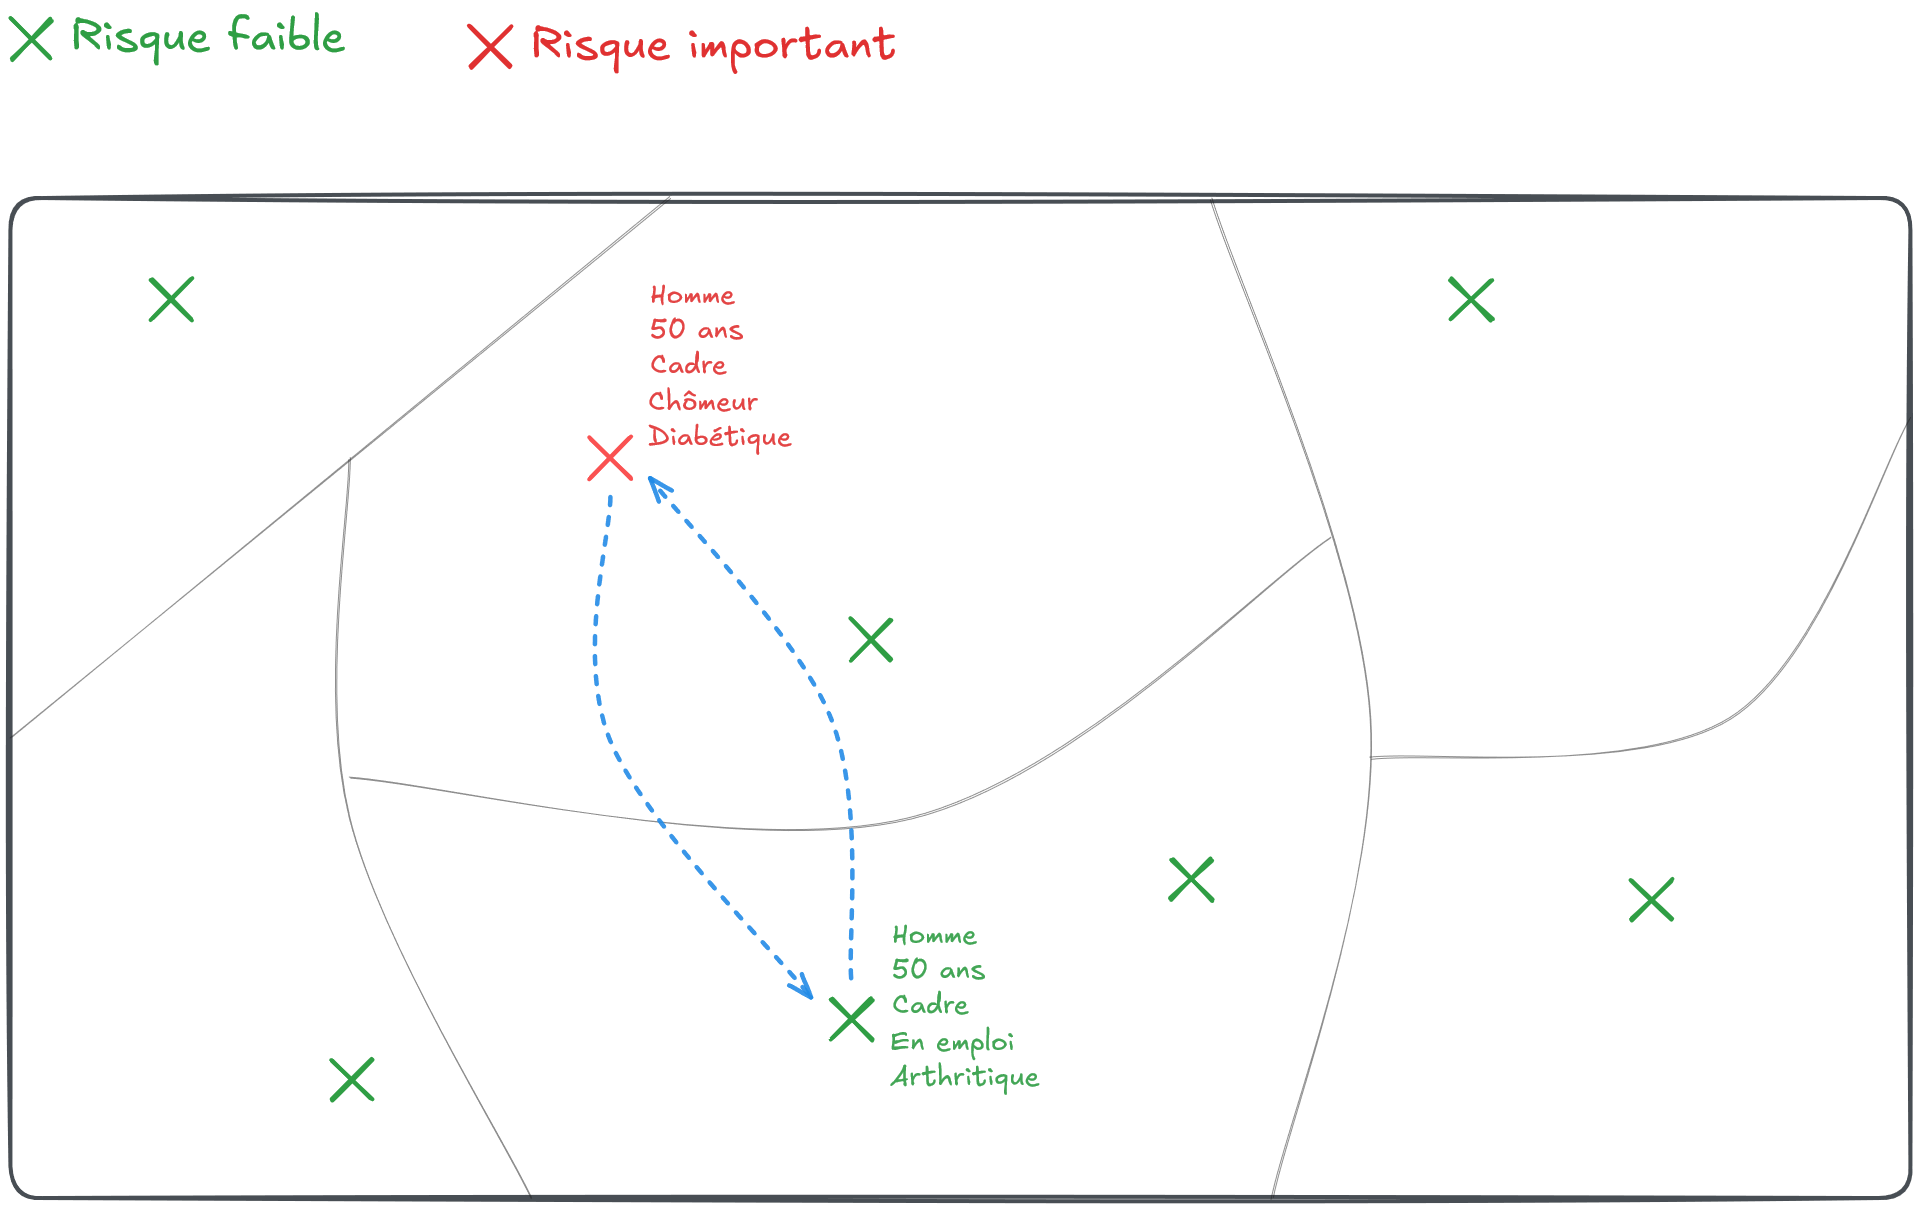 Risque faible
Risque important
Homme
50 ans
Cadre
Chômeur
Diabétique
Homme
50 ans
Cadre
En emploi
Arthritique